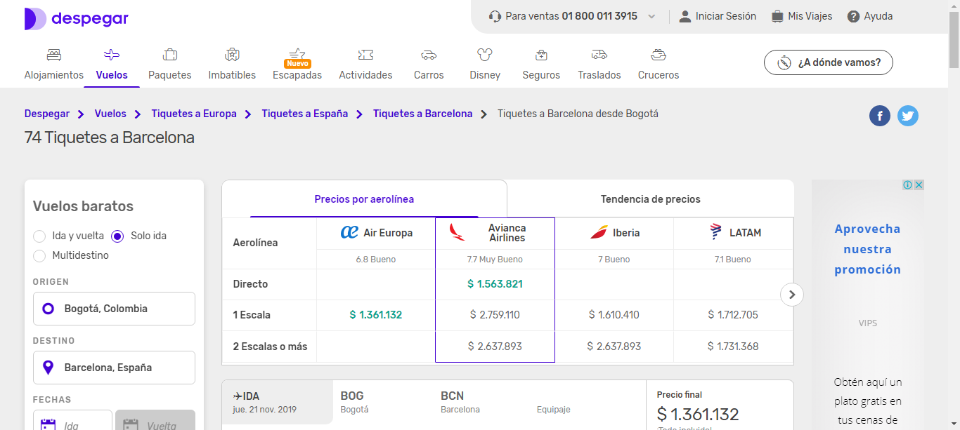 despegar
Para ventas 01 800 011 3915
Iniciar Sesión
Mis Viajes
Ayuda
Alojamientos
Vuelos
Paquetes
Imbatibles
Nuevo
Escapadas
Actividades
Carros
Disney
Seguros
Traslados
Cruceros
¿A dónde vamos?
Despegar > Vuelos > Tiquetes a Europa > Tiquetes a España > Tiquetes a Barcelona > Tiquetes a Barcelona desde Bogotá
74 Tiquetes a Barcelona
Vuelos baratos
Ida y vuelta Solo ida
Multidestino
ORIGEN
Bogotá, Colombia
DESTINO
Barcelona, España
FECHAS
Ida Vuelta
Precios por aerolínea Tendencia de precios
Aerolínea Air Europa Avianca Airlines Iberia LATAM
6.8 Bueno 7.7 Muy Bueno 7 Bueno 7.1 Bueno
Directo $ 1.563.821
1 Escala $ 1.361.132 $ 2.759.110 $ 1.610.410 $ 1.712.705
2 Escalas o más $ 2.637.893 $ 2.637.893 $ 1.731.368
IDA BOG BCN Precio final
jue. 21 nov. 2019 Bogotá Barcelona Equipaje $ 1.361.132
Todo incluido
Aprovecha
nuestra
promoción
VIPS
Obtén aquí un
plato gratis en
tus cenas de